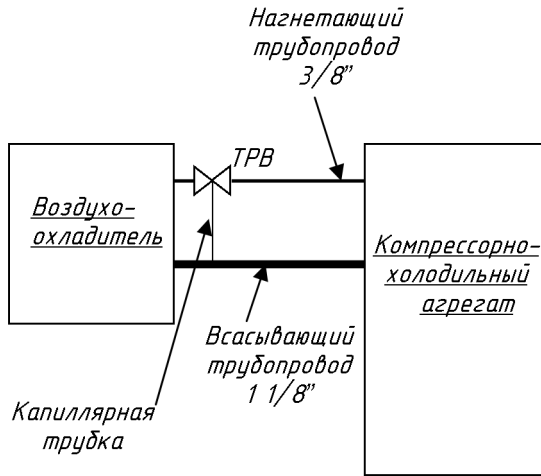 Нагнетающий
трубопровод
3/8"
ТРВ
Воздухо-
охладитель
Компрессорно-
холодильный
агрегат
Всасывающий
трубопровод
1 1/8"
Капиллярная
трубка